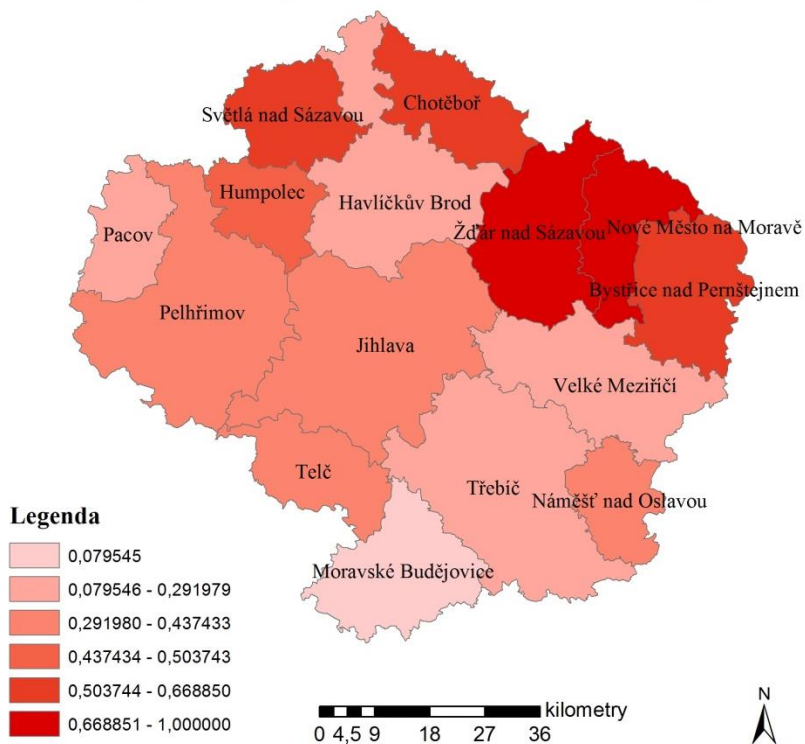 Světlá nad Sázavou
Chotěboř
Humpolec
Havlíčkův Brod
Pacov
Žďár nad Sázavou
Nové Město na Moravě
Bystřice nad Pernštejnem
Pelhřimov
Jihlava
Velké Meziříčí
Telč
Třebíč
Náměšť nad Oslavou
Moravské Budějovice
Legenda
0,079545
0,079546 - 0,291979
0,291980 - 0,437433
0,437434 - 0,503743
0,503744 - 0,668850
0,668851 - 1,000000
kilometry
0 4,5 9 18 27 36
N